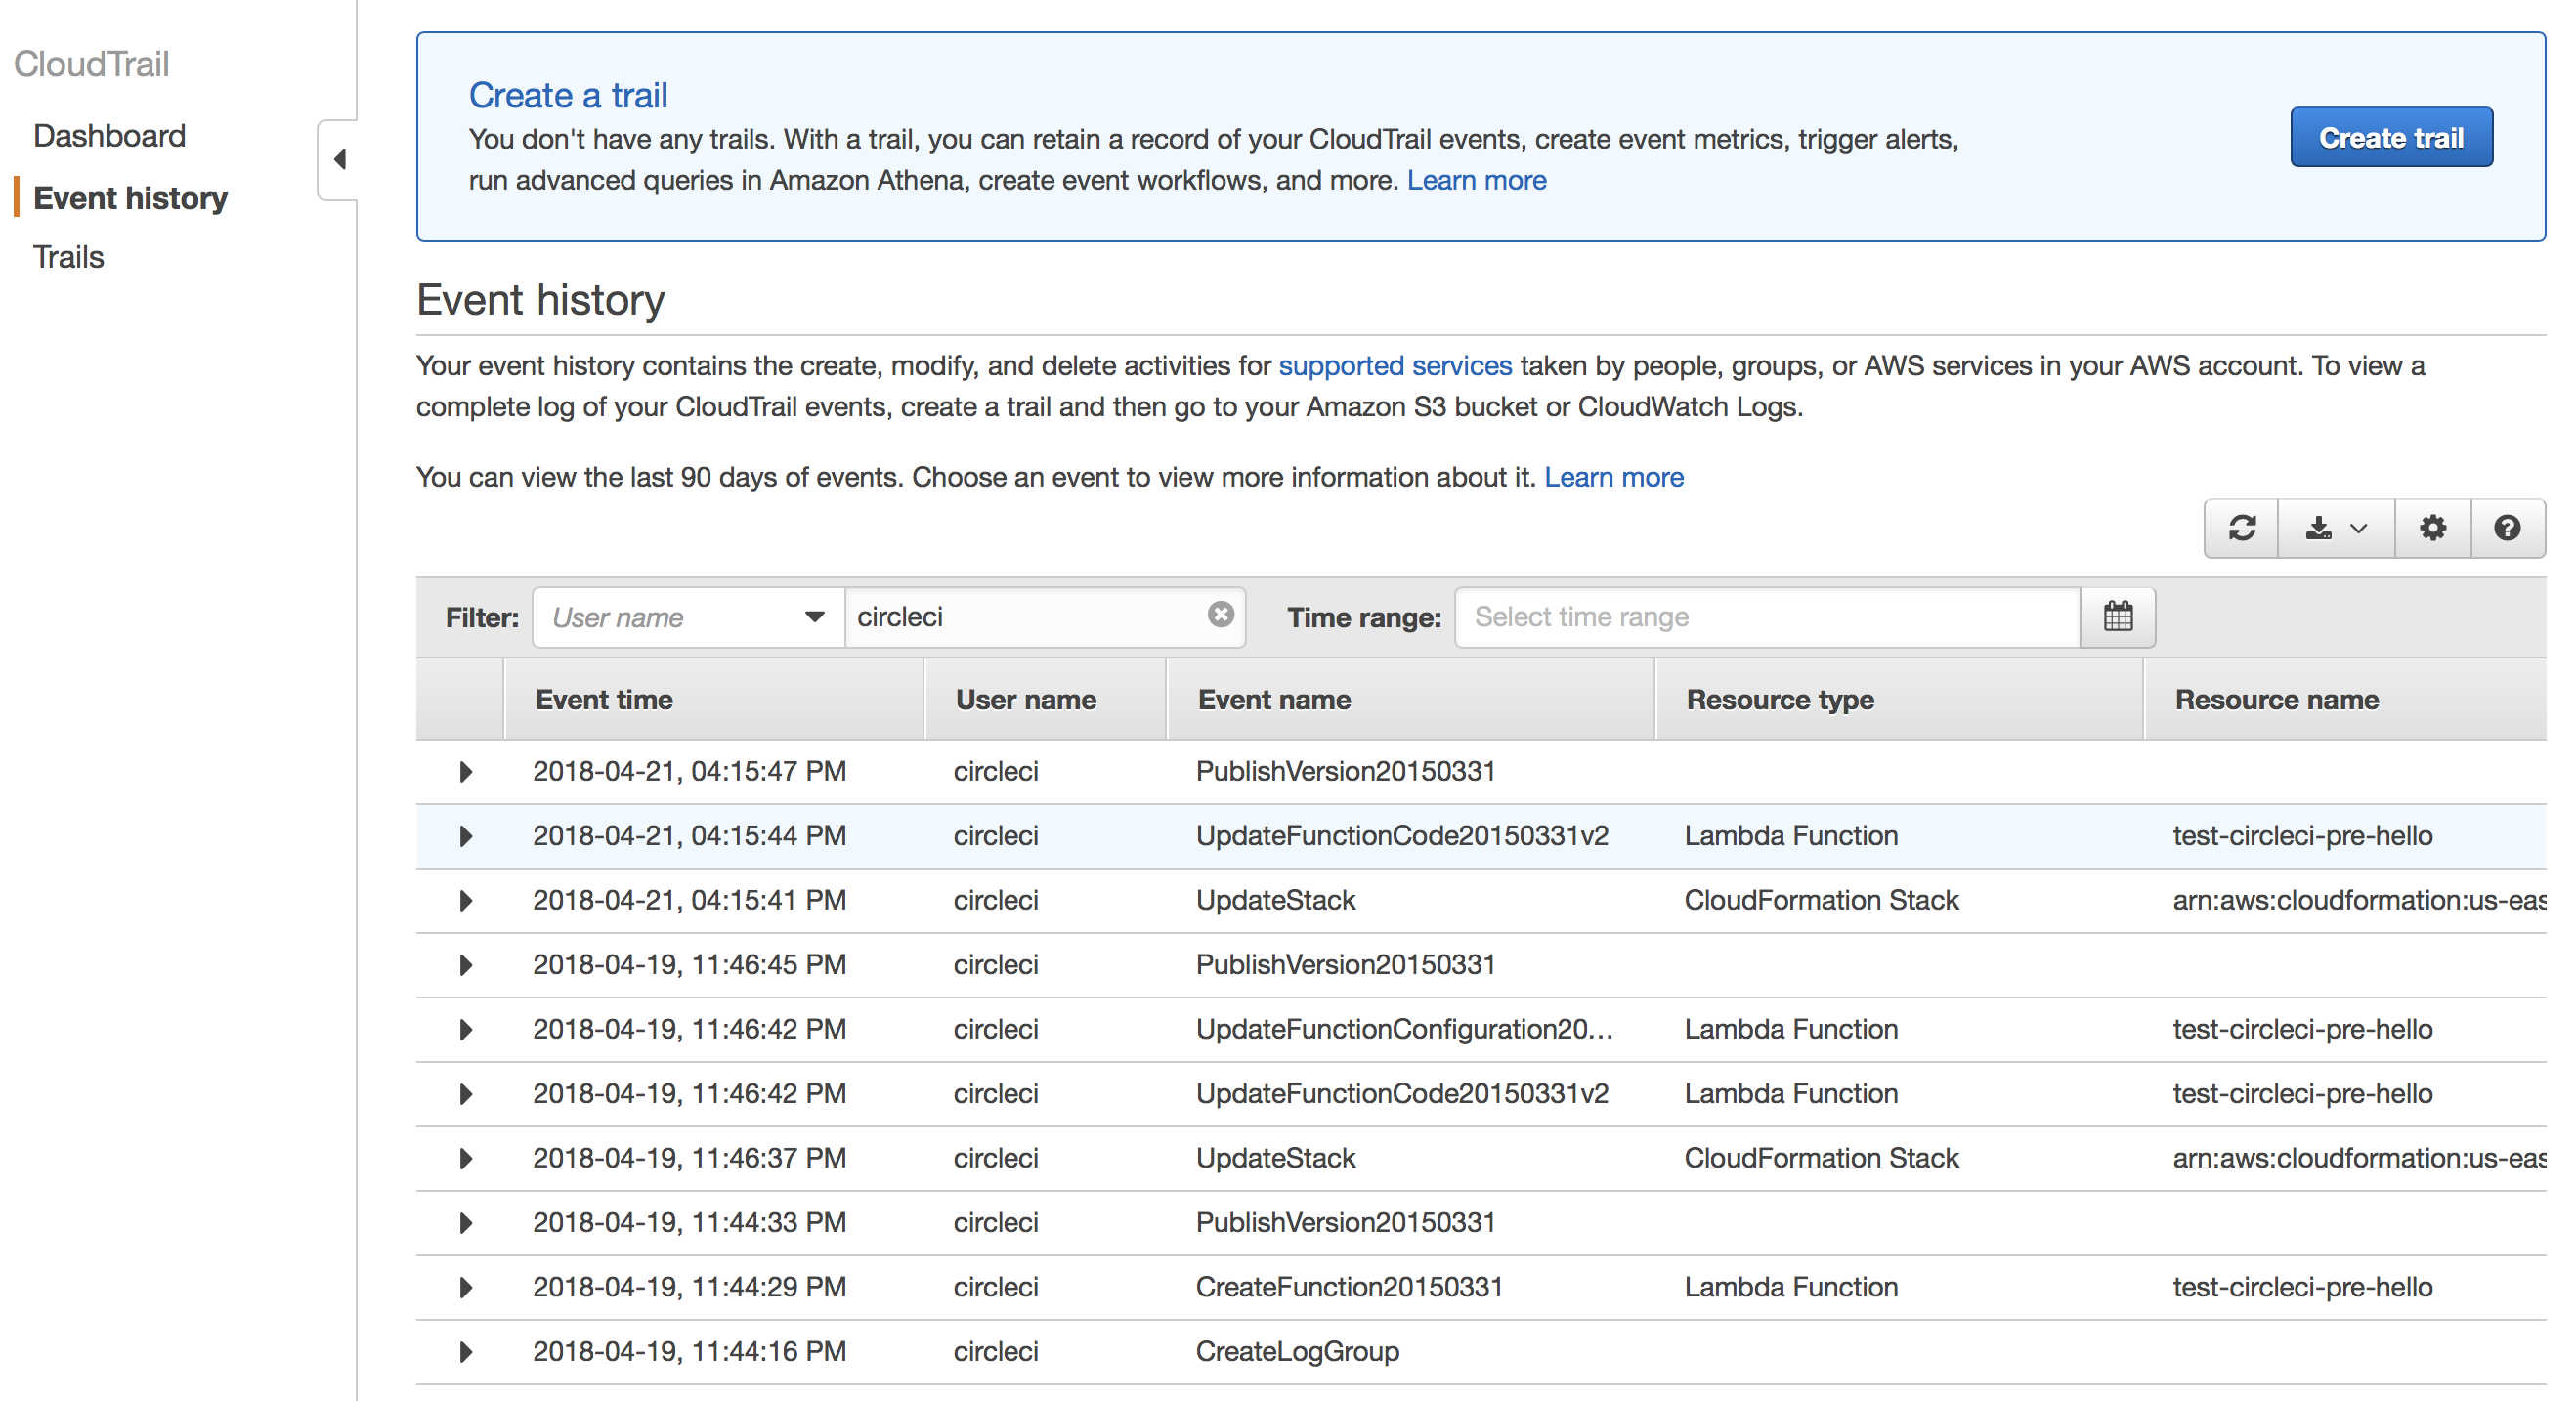 CloudTrail
Dashboard
Event history
Trails
Create a trail
You don't have any trails. With a trail, you can retain a record of your CloudTrail events, create event metrics, trigger alerts,
run advanced queries in Amazon Athena, create event workflows, and more. Learn more
Create trail
Event history
Your event history contains the create, modify, and delete activities for supported services taken by people, groups, or AWS services in your AWS account. To view a
complete log of your CloudTrail events, create a trail and then go to your Amazon S3 bucket or CloudWatch Logs.
You can view the last 90 days of events. Choose an event to view more information about it. Learn more
Filter: User name circleci Time range: Select time range
Event time User name Event name Resource type Resource name
2018-04-21, 04:15:47 PM circleci PublishVersion20150331
2018-04-21, 04:15:44 PM circleci UpdateFunctionCode20150331v2 Lambda Function test-circleci-pre-hello
2018-04-21, 04:15:41 PM circleci UpdateStack CloudFormation Stack arn:aws:cloudformation:us-eas
2018-04-19, 11:46:45 PM circleci PublishVersion20150331
2018-04-19, 11:46:42 PM circleci UpdateFunctionConfiguration20... Lambda Function test-circleci-pre-hello
2018-04-19, 11:46:42 PM circleci UpdateFunctionCode20150331v2 Lambda Function test-circleci-pre-hello
2018-04-19, 11:46:37 PM circleci UpdateStack CloudFormation Stack arn:aws:cloudformation:us-eas
2018-04-19, 11:44:33 PM circleci PublishVersion20150331
2018-04-19, 11:44:29 PM circleci CreateFunction20150331 Lambda Function test-circleci-pre-hello
2018-04-19, 11:44:16 PM circleci CreateLogGroup